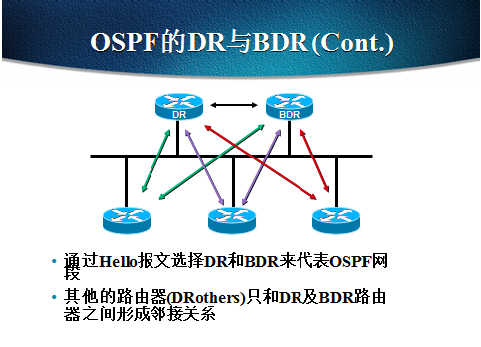 OSPF的DR与BDR(Cont.)
DR
BDR
• 通过Hello报文选择DR和BDR来代表OSPF网
段
• 其他的路由器(DRothers)只和DR及BDR路由
器之间形成邻接关系